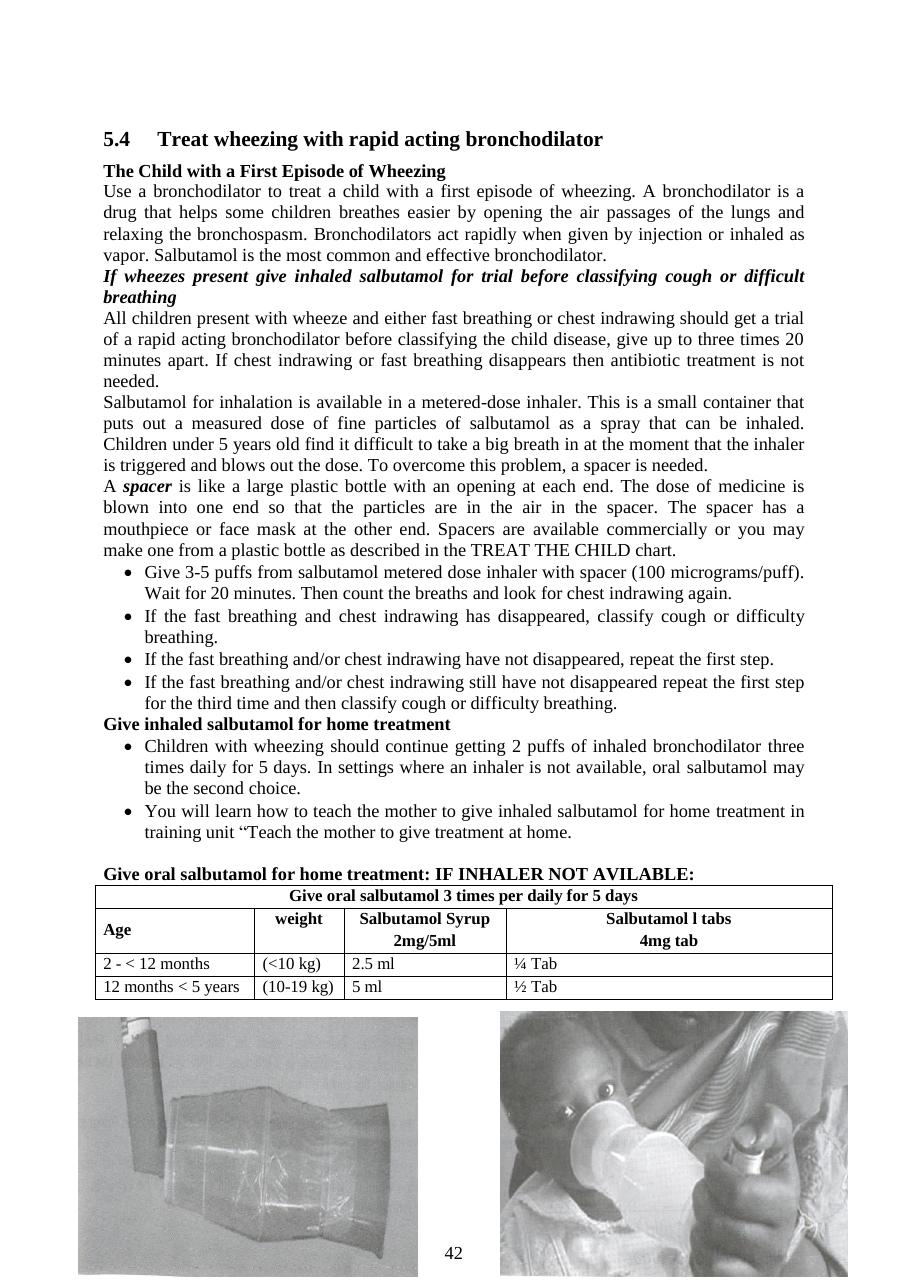 5.4 Treat wheezing with rapid acting bronchodilator
The Child with a First Episode of Wheezing
Use a bronchodilator to treat a child with a first episode of wheezing. A bronchodilator is a
drug that helps some children breathes easier by opening the air passages of the lungs and
relaxing the bronchospasm. Bronchodilators act rapidly when given by injection or inhaled as
vapor. Salbutamol is the most common and effective bronchodilator.
If wheezes present give inhaled salbutamol for trial before classifying cough or difficult
breathing
All children present with wheeze and either fast breathing or chest indrawing should get a trial
of a rapid acting bronchodilator before classifying the child disease, give up to three times 20
minutes apart. If chest indrawing or fast breathing disappears then antibiotic treatment is not
needed.
Salbutamol for inhalation is available in a metered-dose inhaler. This is a small container that
puts out a measured dose of fine particles of salbutamol as a spray that can be inhaled.
Children under 5 years old find it difficult to take a big breath in at the moment that the inhaler
is triggered and blows out the dose. To overcome this problem, a spacer is needed.
A spacer is like a large plastic bottle with an opening at each end. The dose of medicine is
blown into one end so that the particles are in the air in the spacer. The spacer has a
mouthpiece or face mask at the other end. Spacers are available commercially or you may
make one from a plastic bottle as described in the TREAT THE CHILD chart.
• Give 3-5 puffs from salbutamol metered dose inhaler with spacer (100 micrograms/puff).
Wait for 20 minutes. Then count the breaths and look for chest indrawing again.
• If the fast breathing and chest indrawing has disappeared, classify cough or difficulty
breathing.
• If the fast breathing and/or chest indrawing have not disappeared, repeat the first step.
• If the fast breathing and/or chest indrawing still have not disappeared repeat the first step
for the third time and then classify cough or difficulty breathing.
Give inhaled salbutamol for home treatment
• Children with wheezing should continue getting 2 puffs of inhaled bronchodilator three
times daily for 5 days. In settings where an inhaler is not available, oral salbutamol may
be the second choice.
• You will learn how to teach the mother to give inhaled salbutamol for home treatment in
training unit “Teach the mother to give treatment at home.
Give oral salbutamol for home treatment: IF INHALER NOT AVILABLE:
Give oral salbutamol 3 times per daily for 5 days
Age weight Salbutamol Syrup Salbutamol l tabs
2mg/5ml 4mg tab
2 - < 12 months (<10 kg) 2.5 ml ¼ Tab
12 months < 5 years (10-19 kg) 5 ml ½ Tab
42